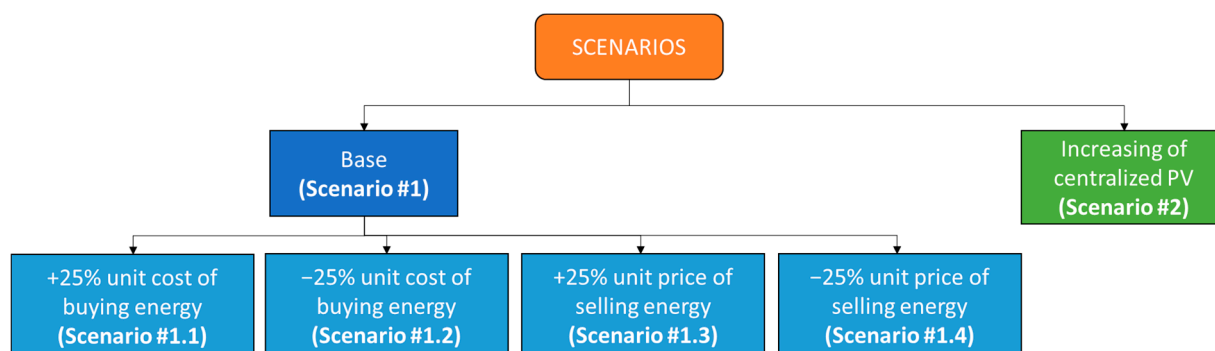 SCENARIOS
Base
(Scenario #1)
Increasing of
centralized PV
(Scenario #2)
+25% unit cost of
buying energy
(Scenario #1.1)
−25% unit cost of
buying energy
(Scenario #1.2)
+25% unit price of
selling energy
(Scenario #1.3)
−25% unit price of
selling energy
(Scenario #1.4)